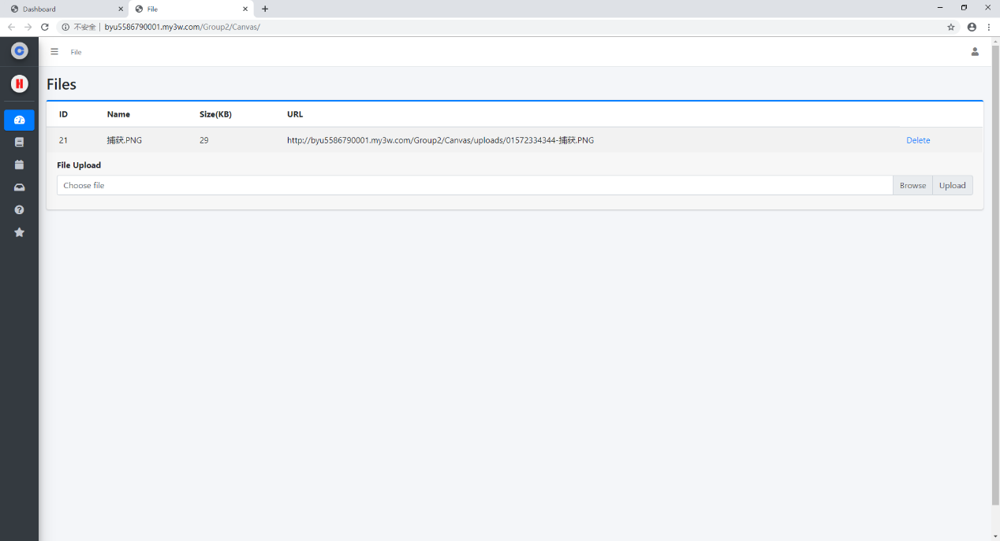 Dashboard
File
不安全 | byu5586790001.my3w.com/Group2/Canvas/
C
File
H
Files
ID Name Size(KB) URL
21 捕获.PNG 29 http://byu5586790001.my3w.com/Group2/Canvas/uploads/01572334344-捕获.PNG Delete
File Upload
Choose file Browse Upload